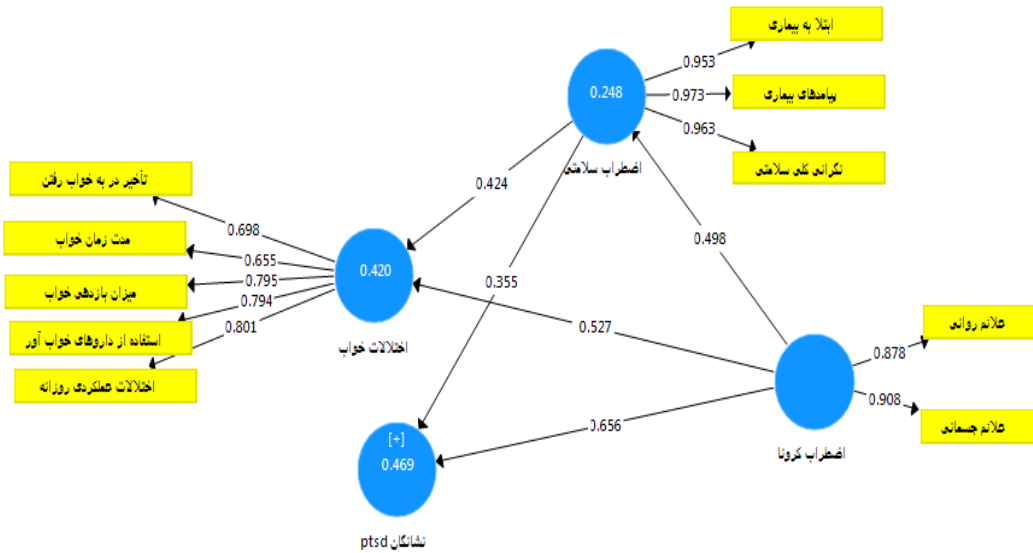 ابتلا به بیماری
0.953
پیامدهای بیماری
0.973
نگرانی کلی سلامتی
0.963
0.248
اضطراب سلامتی
تأخیر در به خواب رفتن
0.698
مدت زمان خواب
0.655
میزان بازدهی خواب
0.795
استفاده از داروهای خواب آور
0.794
اختلالات عملکردی روزانه
0.801
0.420
اختلالات خواب
0.424
0.355
0.498
0.527
0.656
علائم روانی
0.878
علائم جسمانی
0.908
اضطراب کرونا
[+]
0.469
نشانگان ptsd